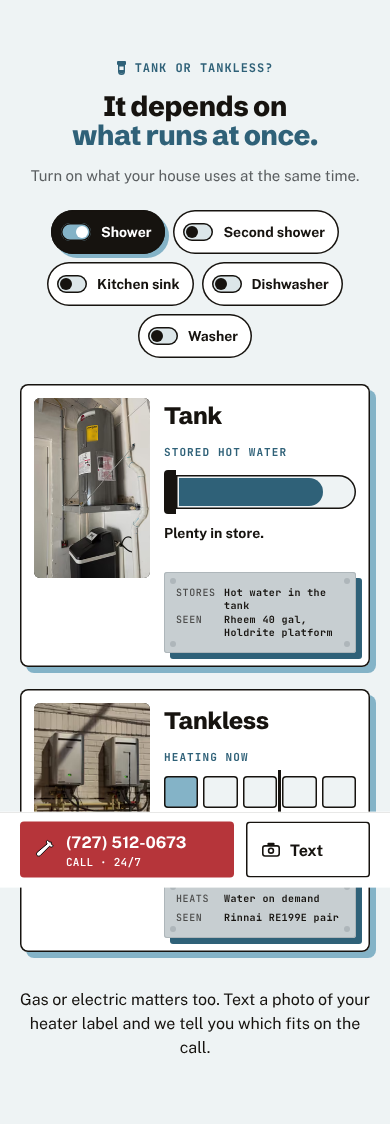 TANK OR TANKLESS?
It depends on
what runs at once.
Turn on what your house uses at the same time.
Shower
Second shower
Kitchen sink
Dishwasher
Washer
Tank
STORED HOT WATER
Plenty in store.
STORES Hot water in the
tank
SEEN Rheem 40 gal,
Holdrite platform
Tankless
HEATING NOW
(727) 512-0673
CALL · 24/7
Text
HEATS Water on demand
SEEN Rinnai RE199E pair
Gas or electric matters too. Text a photo of your
heater label and we tell you which fits on the
call.